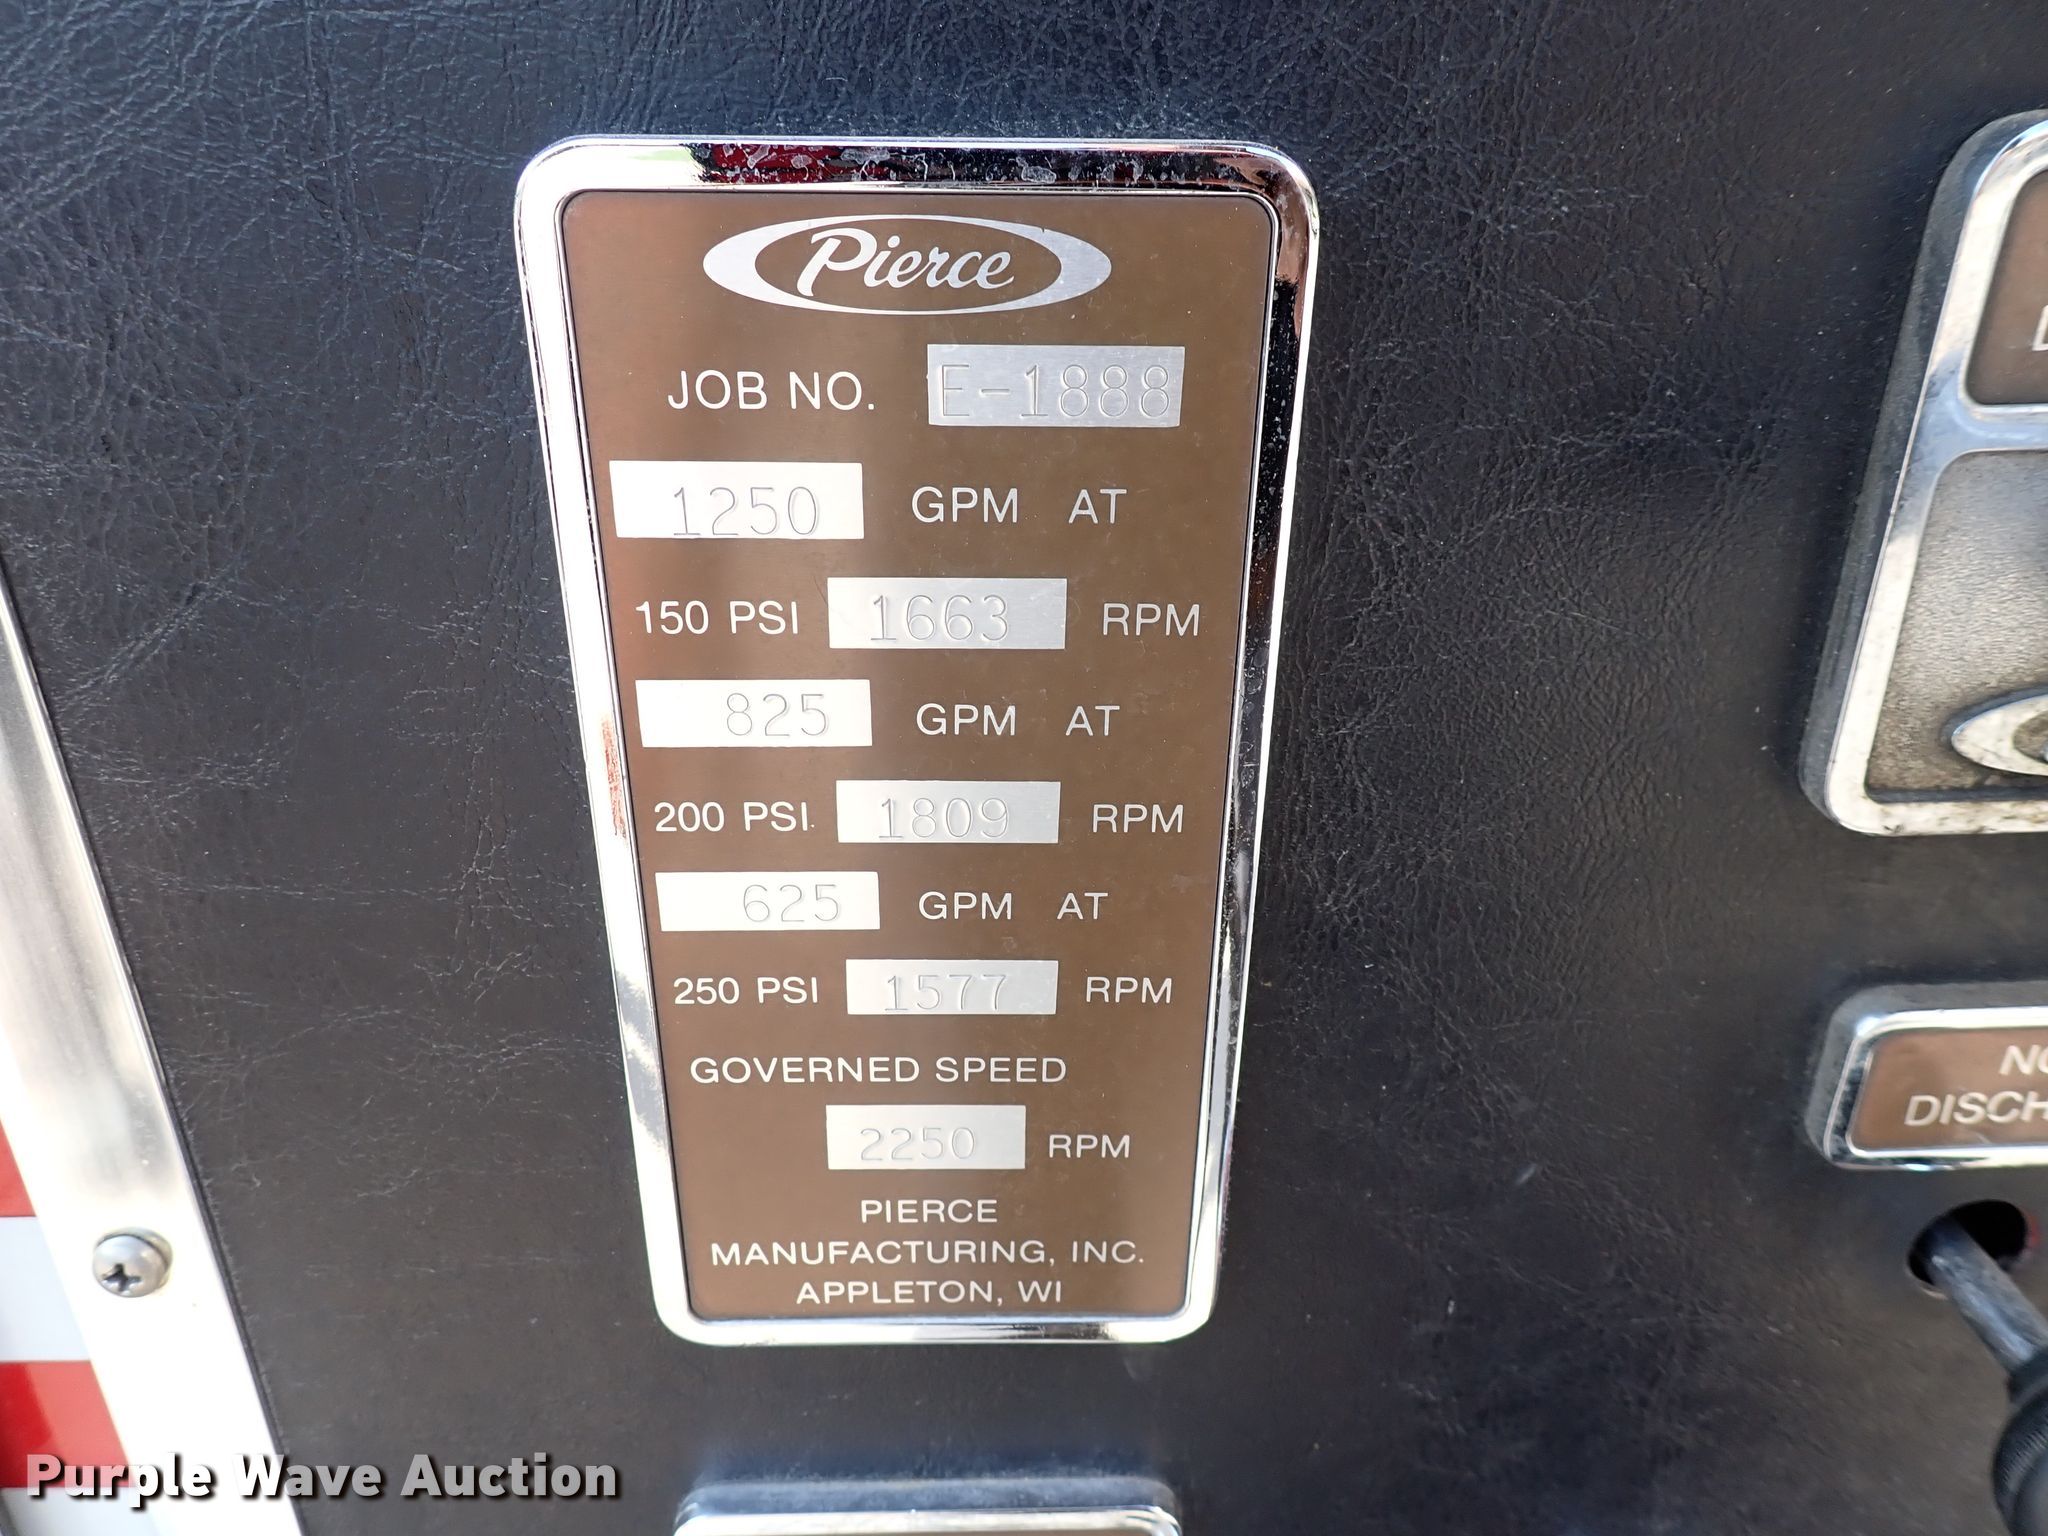 Pierce
JOB NO. E-1888
1250 GPM AT
150 PSI 1663 RPM
825 GPM AT
200 PSI 1809 RPM
625 GPM AT
250 PSI 1577 RPM
GOVERNED SPEED
2250 RPM
PIERCE
MANUFACTURING, INC.
APPLETON, WI
Purple Wave Auction